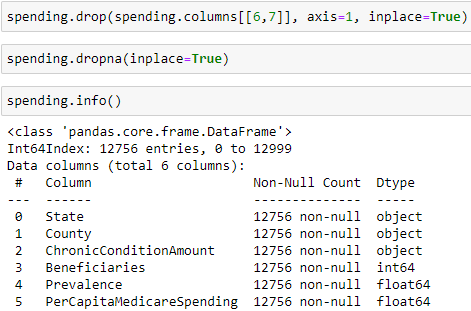 spending.drop(spending.columns[[6,7]], axis=1, inplace=True)
spending.dropna(inplace=True)
spending.info()
<class 'pandas.core.frame.DataFrame'>
Int64Index: 12756 entries, 0 to 12999
Data columns (total 6 columns):
 #   Column                    Non-Null Count  Dtype
---  ------                    --------------  -----
 0   State                     12756 non-null  object
 1   County                    12756 non-null  object
 2   ChronicConditionAmount    12756 non-null  object
 3   Beneficiaries             12756 non-null  int64
 4   Prevalence                12756 non-null  float64
 5   PerCapitaMedicareSpending 12756 non-null  float64